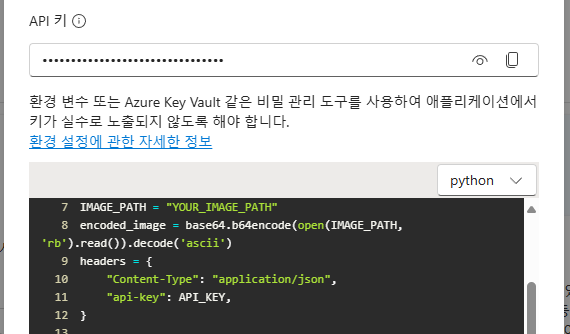 API 키
••••••••••••••••••••••••••••••••
환경 변수 또는 Azure Key Vault 같은 비밀 관리 도구를 사용하여 애플리케이션에서
키가 실수로 노출되지 않도록 해야 합니다.
환경 설정에 관한 자세한 정보
python
7 IMAGE_PATH = "YOUR_IMAGE_PATH"
8 encoded_image = base64.b64encode(open(IMAGE_PATH,
'rb').read()).decode('ascii')
9 headers = {
10 "Content-Type": "application/json",
11 "api-key": API_KEY,
12 }
13